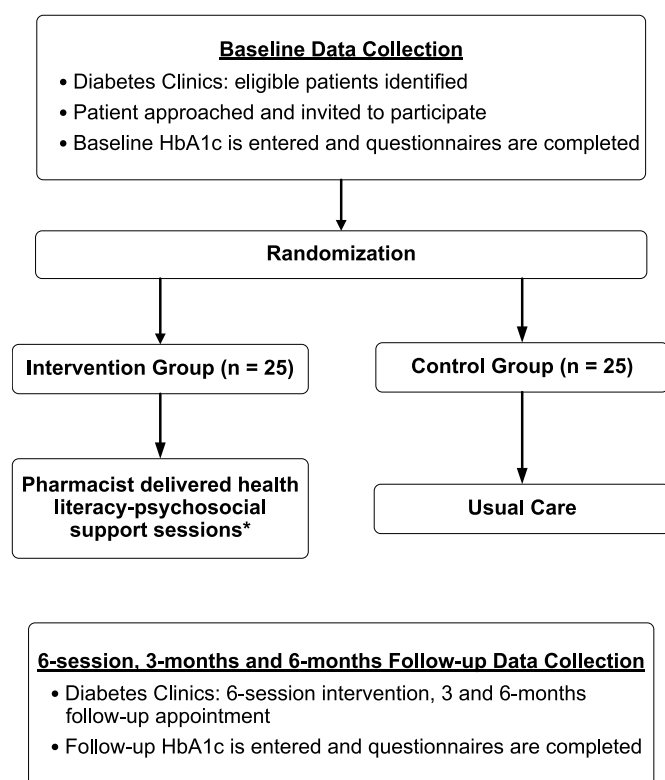 Baseline Data Collection
• Diabetes Clinics: eligible patients identified
• Patient approached and invited to participate
• Baseline HbA1c is entered and questionnaires are completed
Randomization
Intervention Group (n = 25)
Control Group (n = 25)
Pharmacist delivered health
literacy-psychosocial
support sessions*
Usual Care
6-session, 3-months and 6-months Follow-up Data Collection
• Diabetes Clinics: 6-session intervention, 3 and 6-months
follow-up appointment
• Follow-up HbA1c is entered and questionnaires are completed